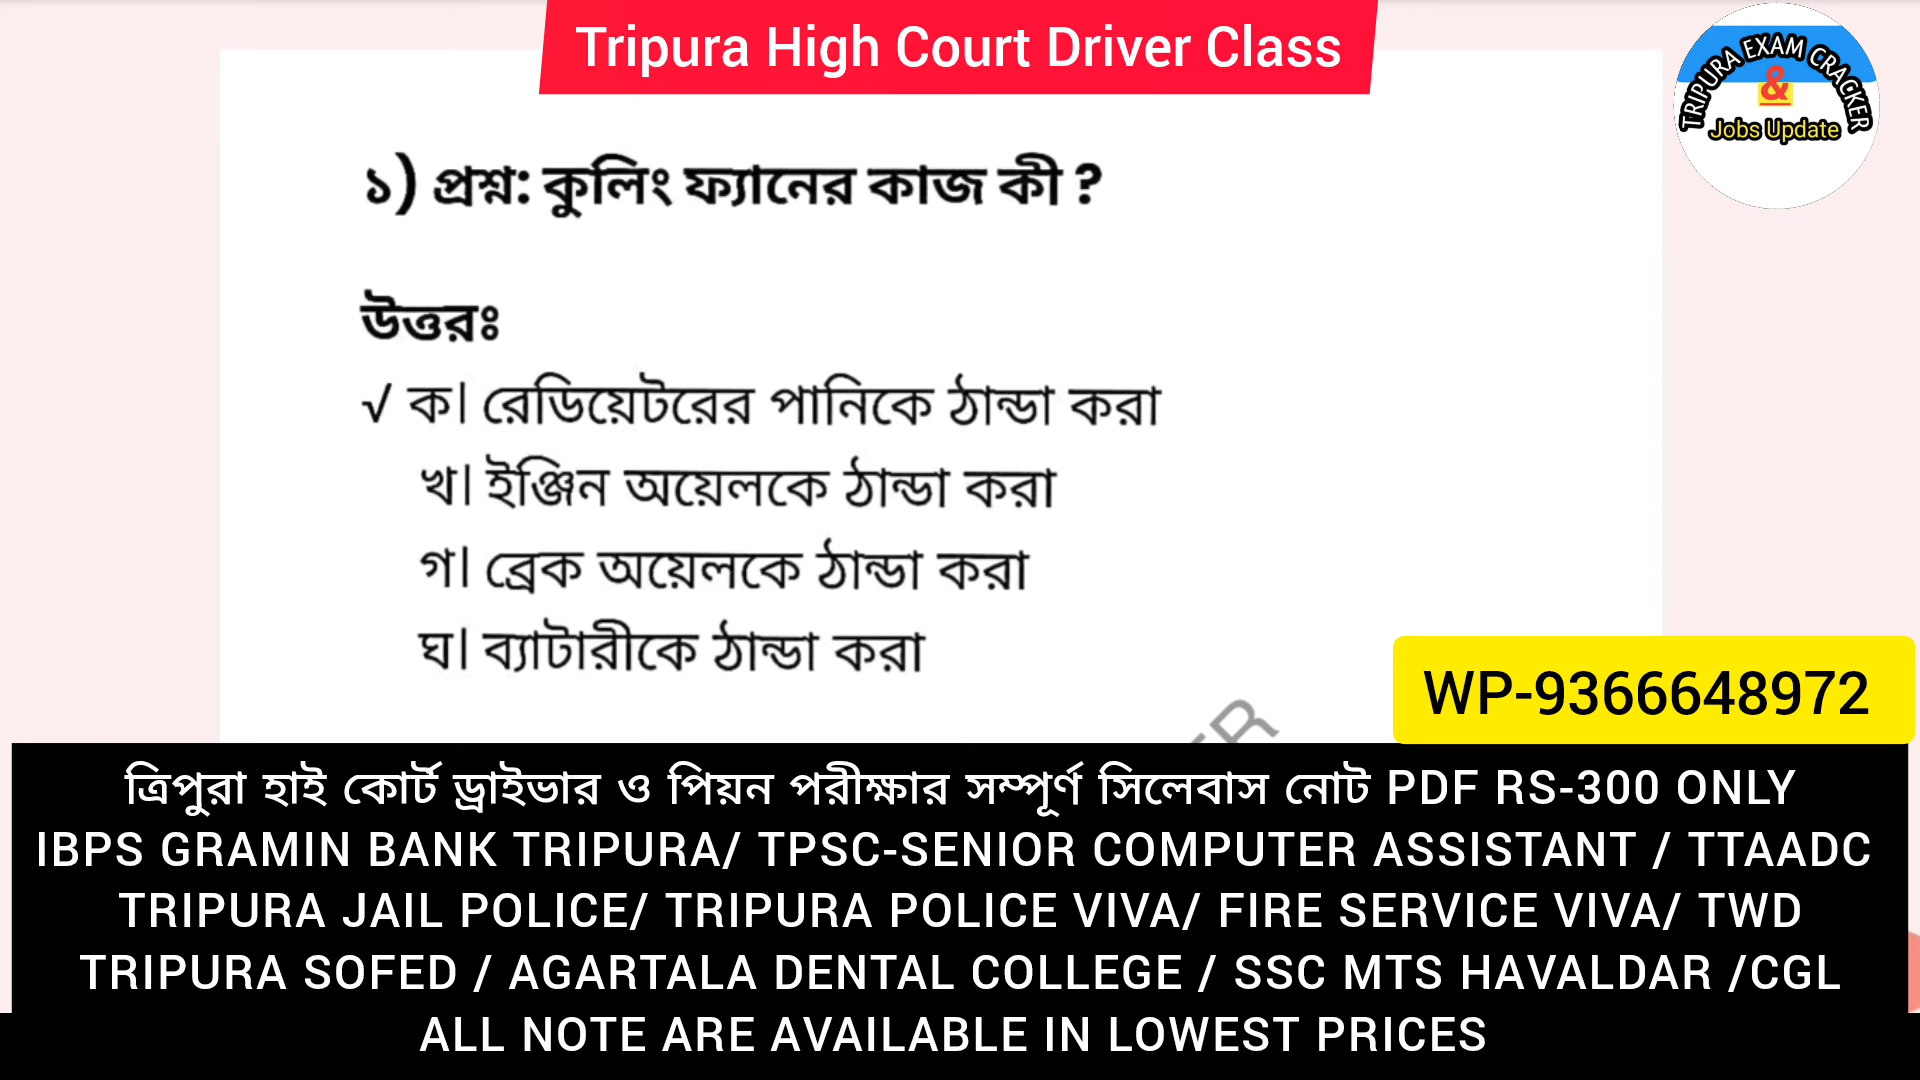 Tripura High Court Driver Class
TRIPURA EXAM CRACKER
&
Jobs Update
১) প্রশ্ন: কুলিং ফ্যানের কাজ কী ?
উত্তরঃ
√ ক। রেডিয়েটরের পানিকে ঠান্ডা করা
খ। ইঞ্জিন অয়েলকে ঠান্ডা করা
গ। ব্রেক অয়েলকে ঠান্ডা করা
ঘ। ব্যাটারীকে ঠান্ডা করা
WP-9366648972
ত্রিপুরা হাই কোর্ট ড্রাইভার ও পিয়ন পরীক্ষার সম্পূর্ণ সিলেবাস নোট PDF RS-300 ONLY
IBPS GRAMIN BANK TRIPURA/ TPSC-SENIOR COMPUTER ASSISTANT / TTAADC
TRIPURA JAIL POLICE/ TRIPURA POLICE VIVA/ FIRE SERVICE VIVA/ TWD
TRIPURA SOFED / AGARTALA DENTAL COLLEGE / SSC MTS HAVALDAR /CGL
ALL NOTE ARE AVAILABLE IN LOWEST PRICES